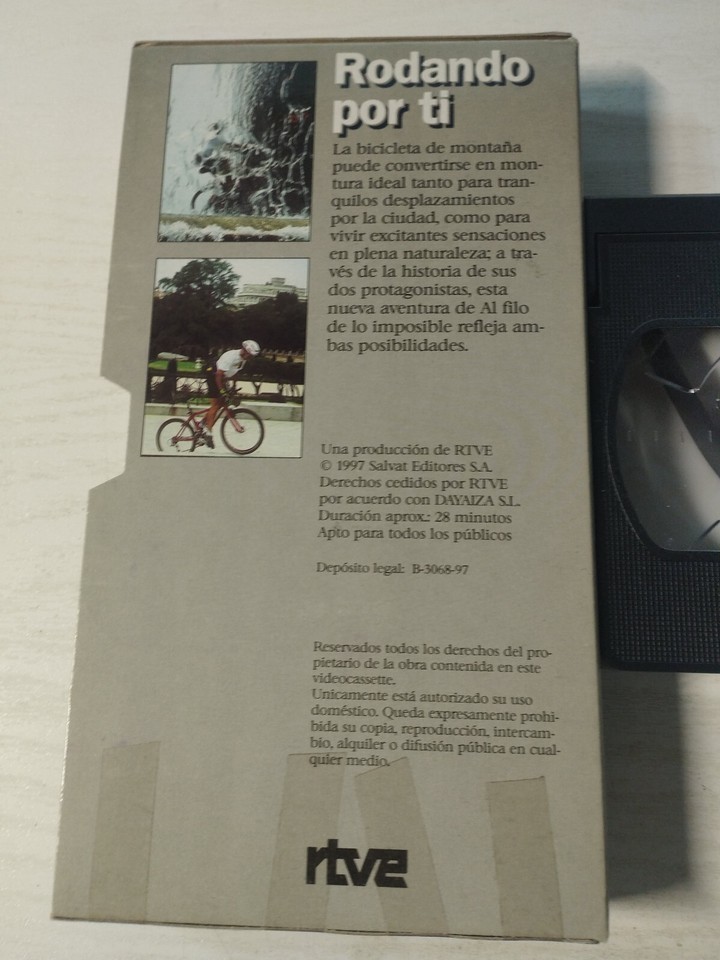 Rodando
por ti
La bicicleta de montaña
puede convertirse en mon-
tura ideal tanto para tran-
quilos desplazamientos
por la ciudad, como para
vivir excitantes sensaciones
en plena naturaleza; a tra-
vés de la historia de sus
dos protagonistas, esta
nueva aventura de Al filo
de lo imposible refleja am-
bas posibilidades.
Una producción de RTVE
© 1997 Salvat Editores S.A.
Derechos cedidos por RTVE
por acuerdo con DAYAIZA S.L.
Duración aprox.: 28 minutos
Apto para todos los públicos
Depósito legal: B-3068-97
Reservados todos los derechos del pro-
pietario de la obra contenida en este
videocassette.
Unicamente está autorizado su uso
doméstico. Queda expresamente prohi-
bida su copia, reproducción, intercam-
bio, alquiler o difusión pública en cual-
quier medio.
rtve